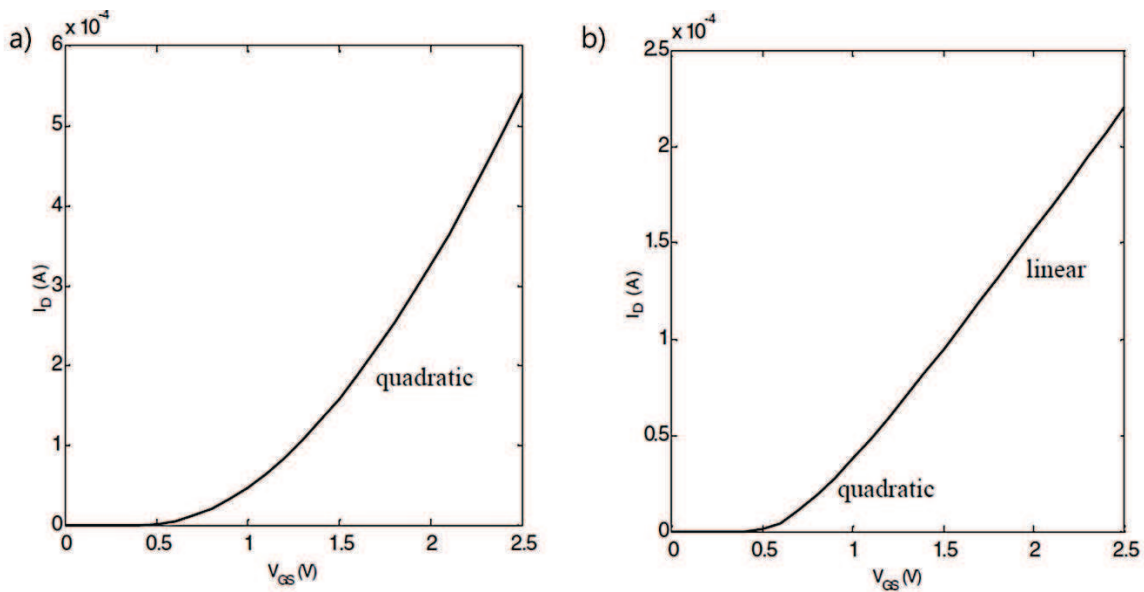 a)
x 10⁻⁴
6
5
4
3
2
1
0
I_D (A)
quadratic
0 0.5 1 1.5 2 2.5
V_GS (V)
b)
x 10⁻⁴
2.5
2
1.5
1
0.5
0
I_D (A)
linear
quadratic
0 0.5 1 1.5 2 2.5
V_GS (V)